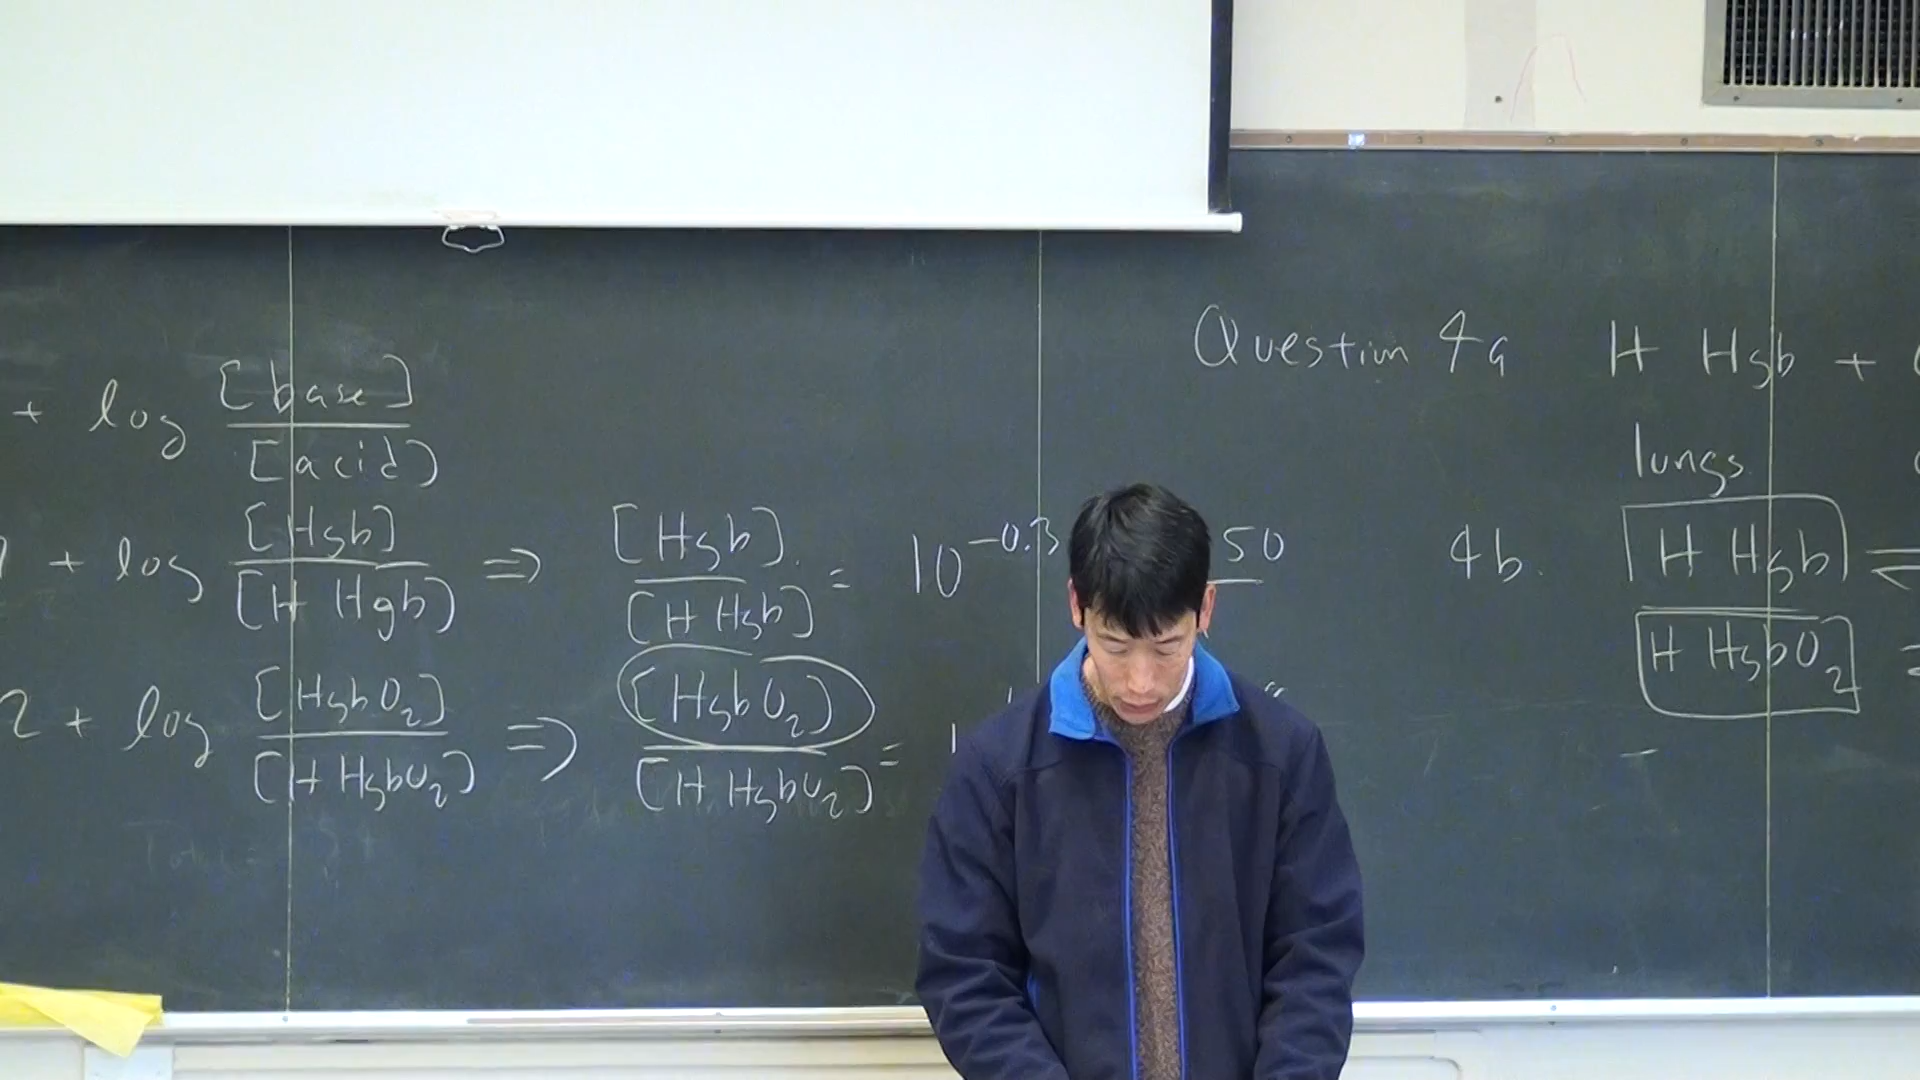 + log [base]
[acid]
+ log [Hgb] ⇒ [Hgb] = 10^-0.3
[H Hgb] [H Hgb]
2 + log [HgbO₂] ⇒ [HgbO₂] =
[H HgbO₂] [H HgbO₂]
Question 4a H Hgb +
lungs
50
4b. H Hgb ⇌
H HgbO₂